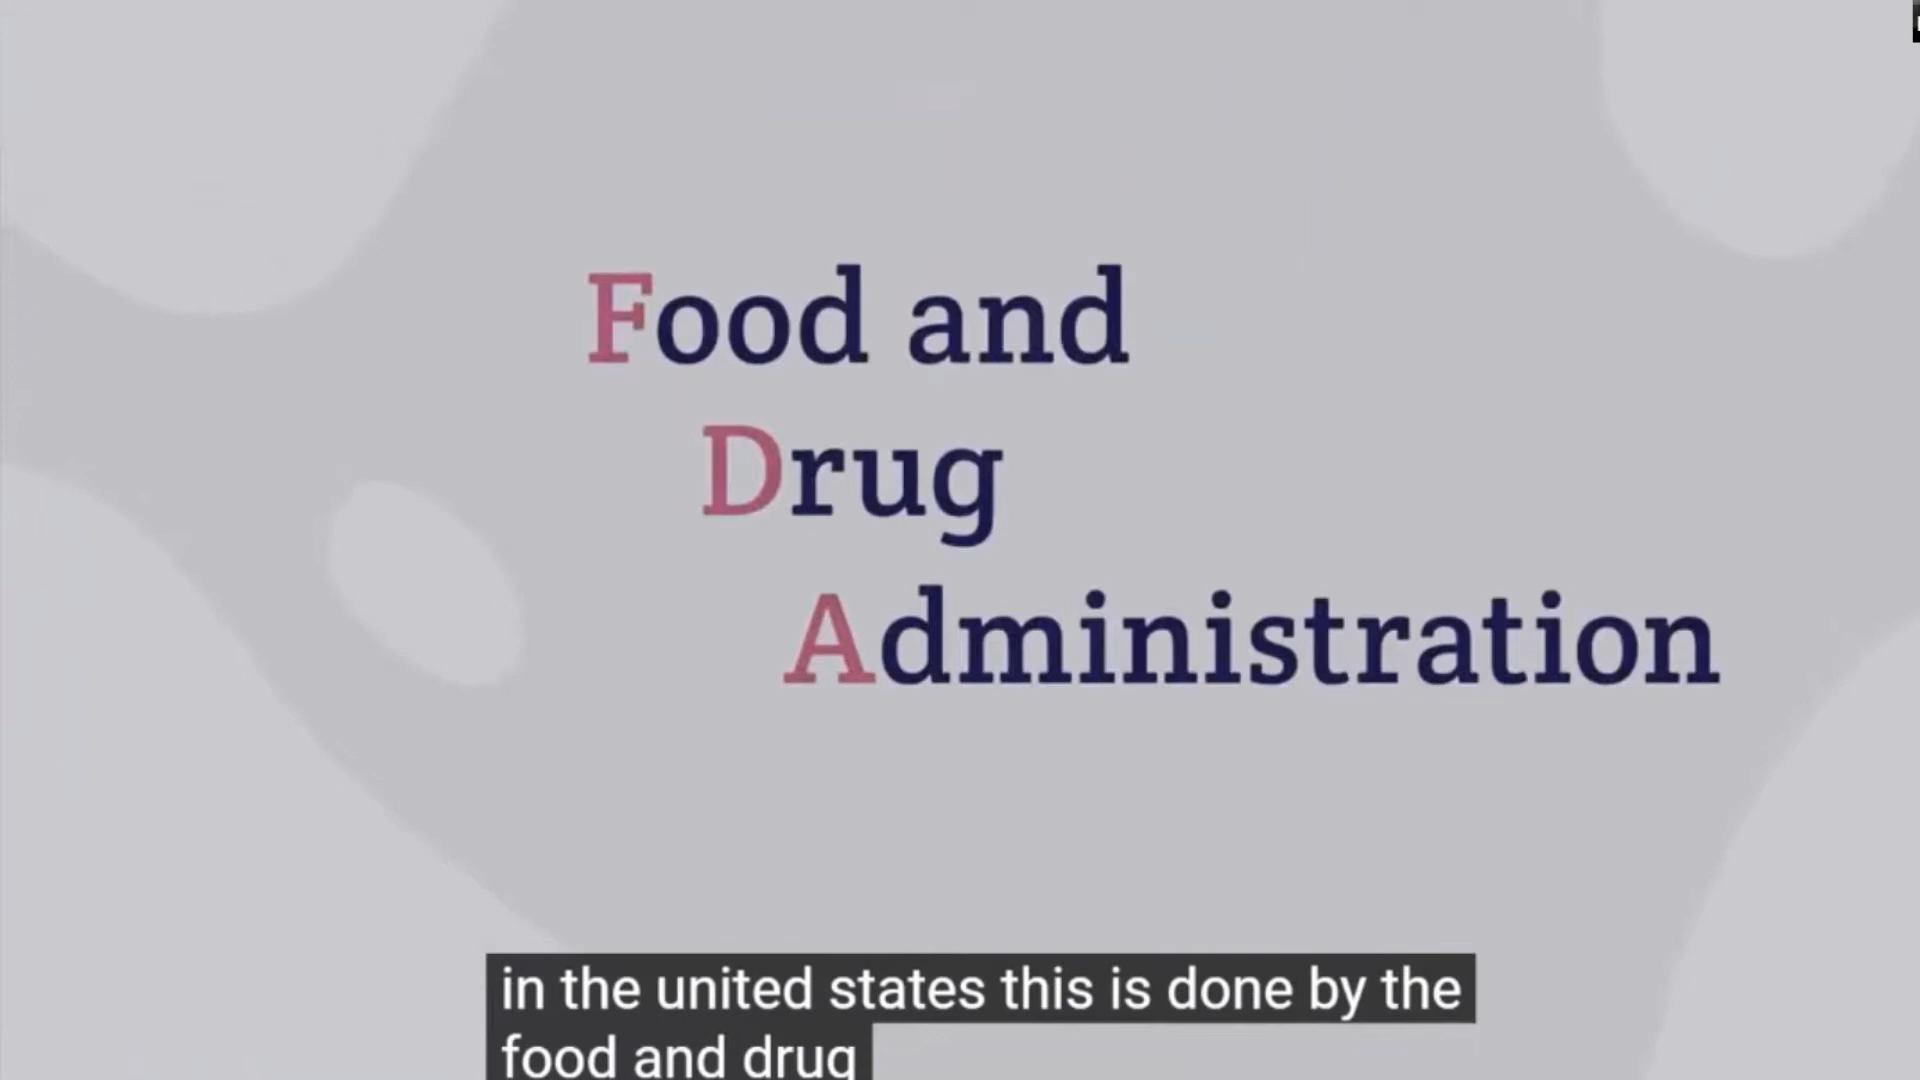 Food and
Drug
Administration
in the united states this is done by the
food and drug